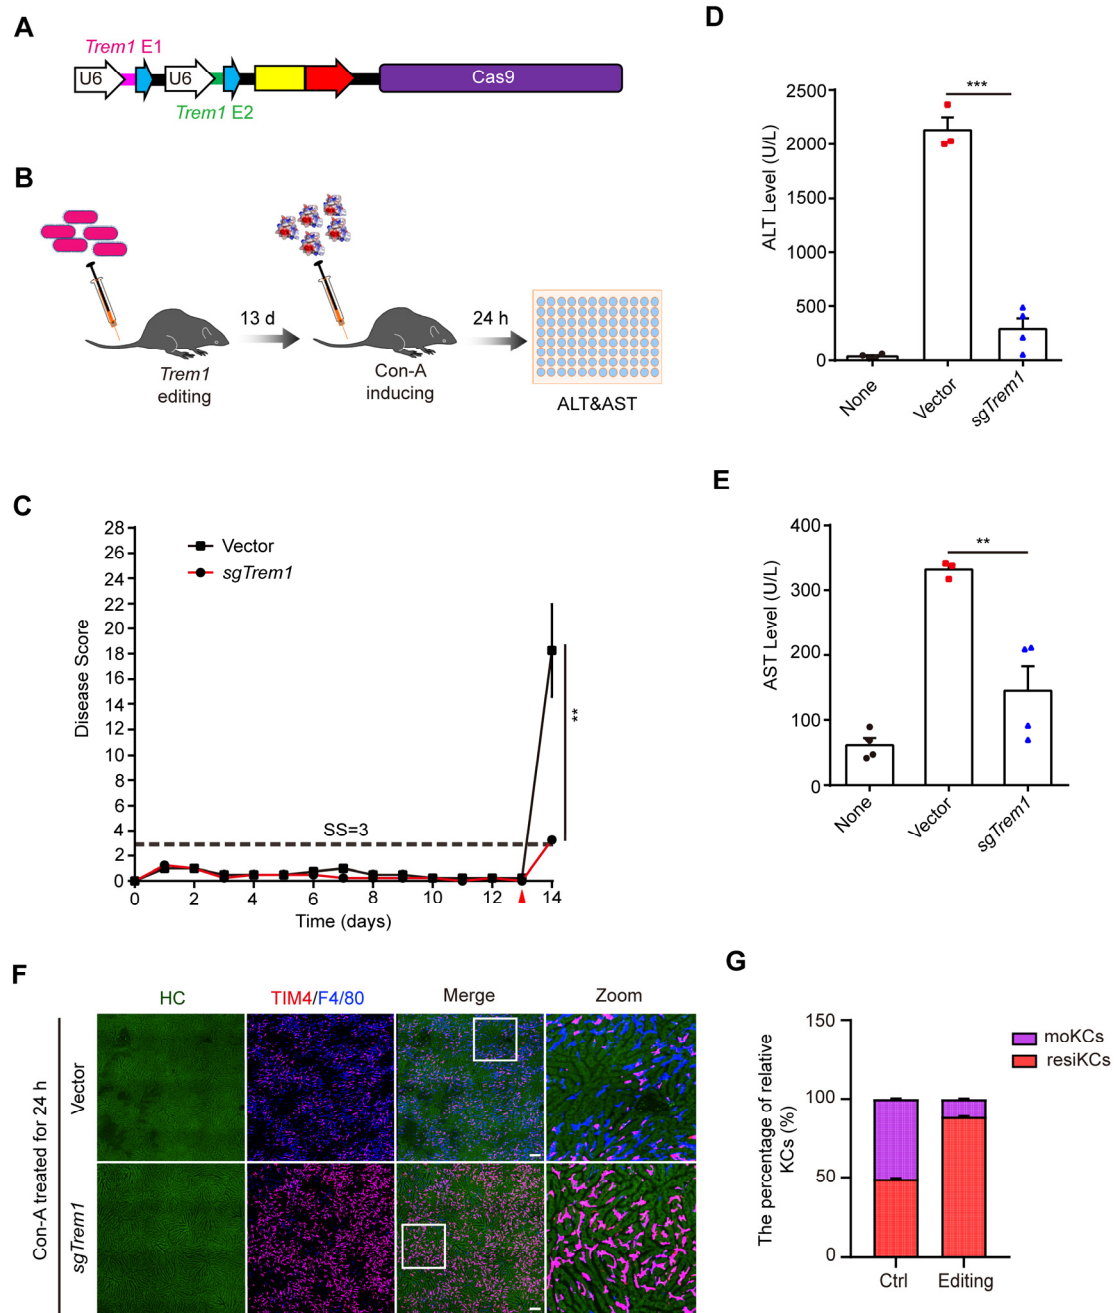 A
Trem1 E1
U6
U6
Cas9
Trem1 E2
B
13 d
24 h
Trem1
editing
Con-A
inducing
ALT&AST
C
Disease Score
28
26
24
22
20
18
16
14
12
10
8
6
4
2
0
Vector
sgTrem1
**
SS=3
0
2
4
6
8
10
12
14
Time (days)
D
ALT Level (U/L)
2500
2000
1500
1000
500
0
***
None
Vector
sgTrem1
E
AST Level (U/L)
400
300
200
100
0
**
None
Vector
sgTrem1
F
HC
TIM4/F4/80
Merge
Zoom
Con-A treated for 24 h
Vector
sgTrem1
G
The percentage of relative
KCs (%)
150
100
50
0
moKCs
resiKCs
Ctrl
Editing